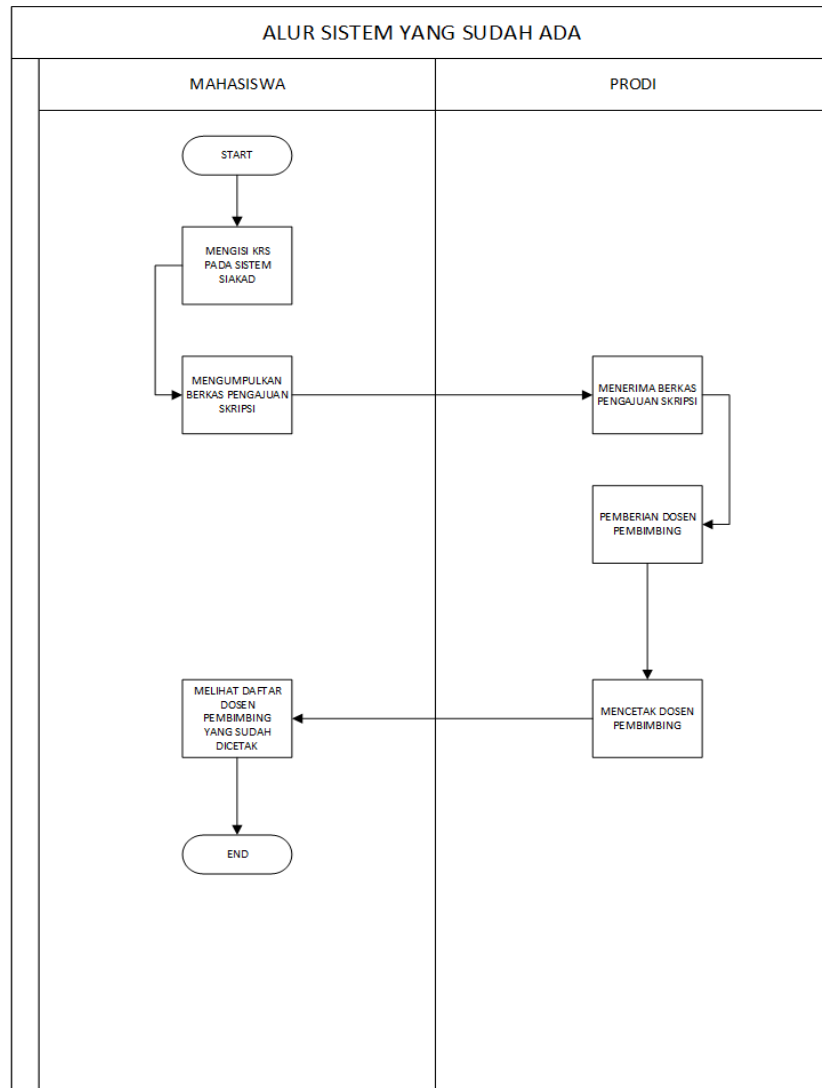 ALUR SISTEM YANG SUDAH ADA
MAHASISWA
PRODI
START
MENGISI KRS
PADA SISTEM
SIAKAD
MENGUMPULKAN
BERKAS PENGAJUAN
SKRIPSI
MENERIMA BERKAS
PENGAJUAN SKRIPSI
PEMBERIAN DOSEN
PEMBIMBING
MENCETAK DOSEN
PEMBIMBING
MELIHAT DAFTAR
DOSEN
PEMBIMBING
YANG SUDAH
DICETAK
END